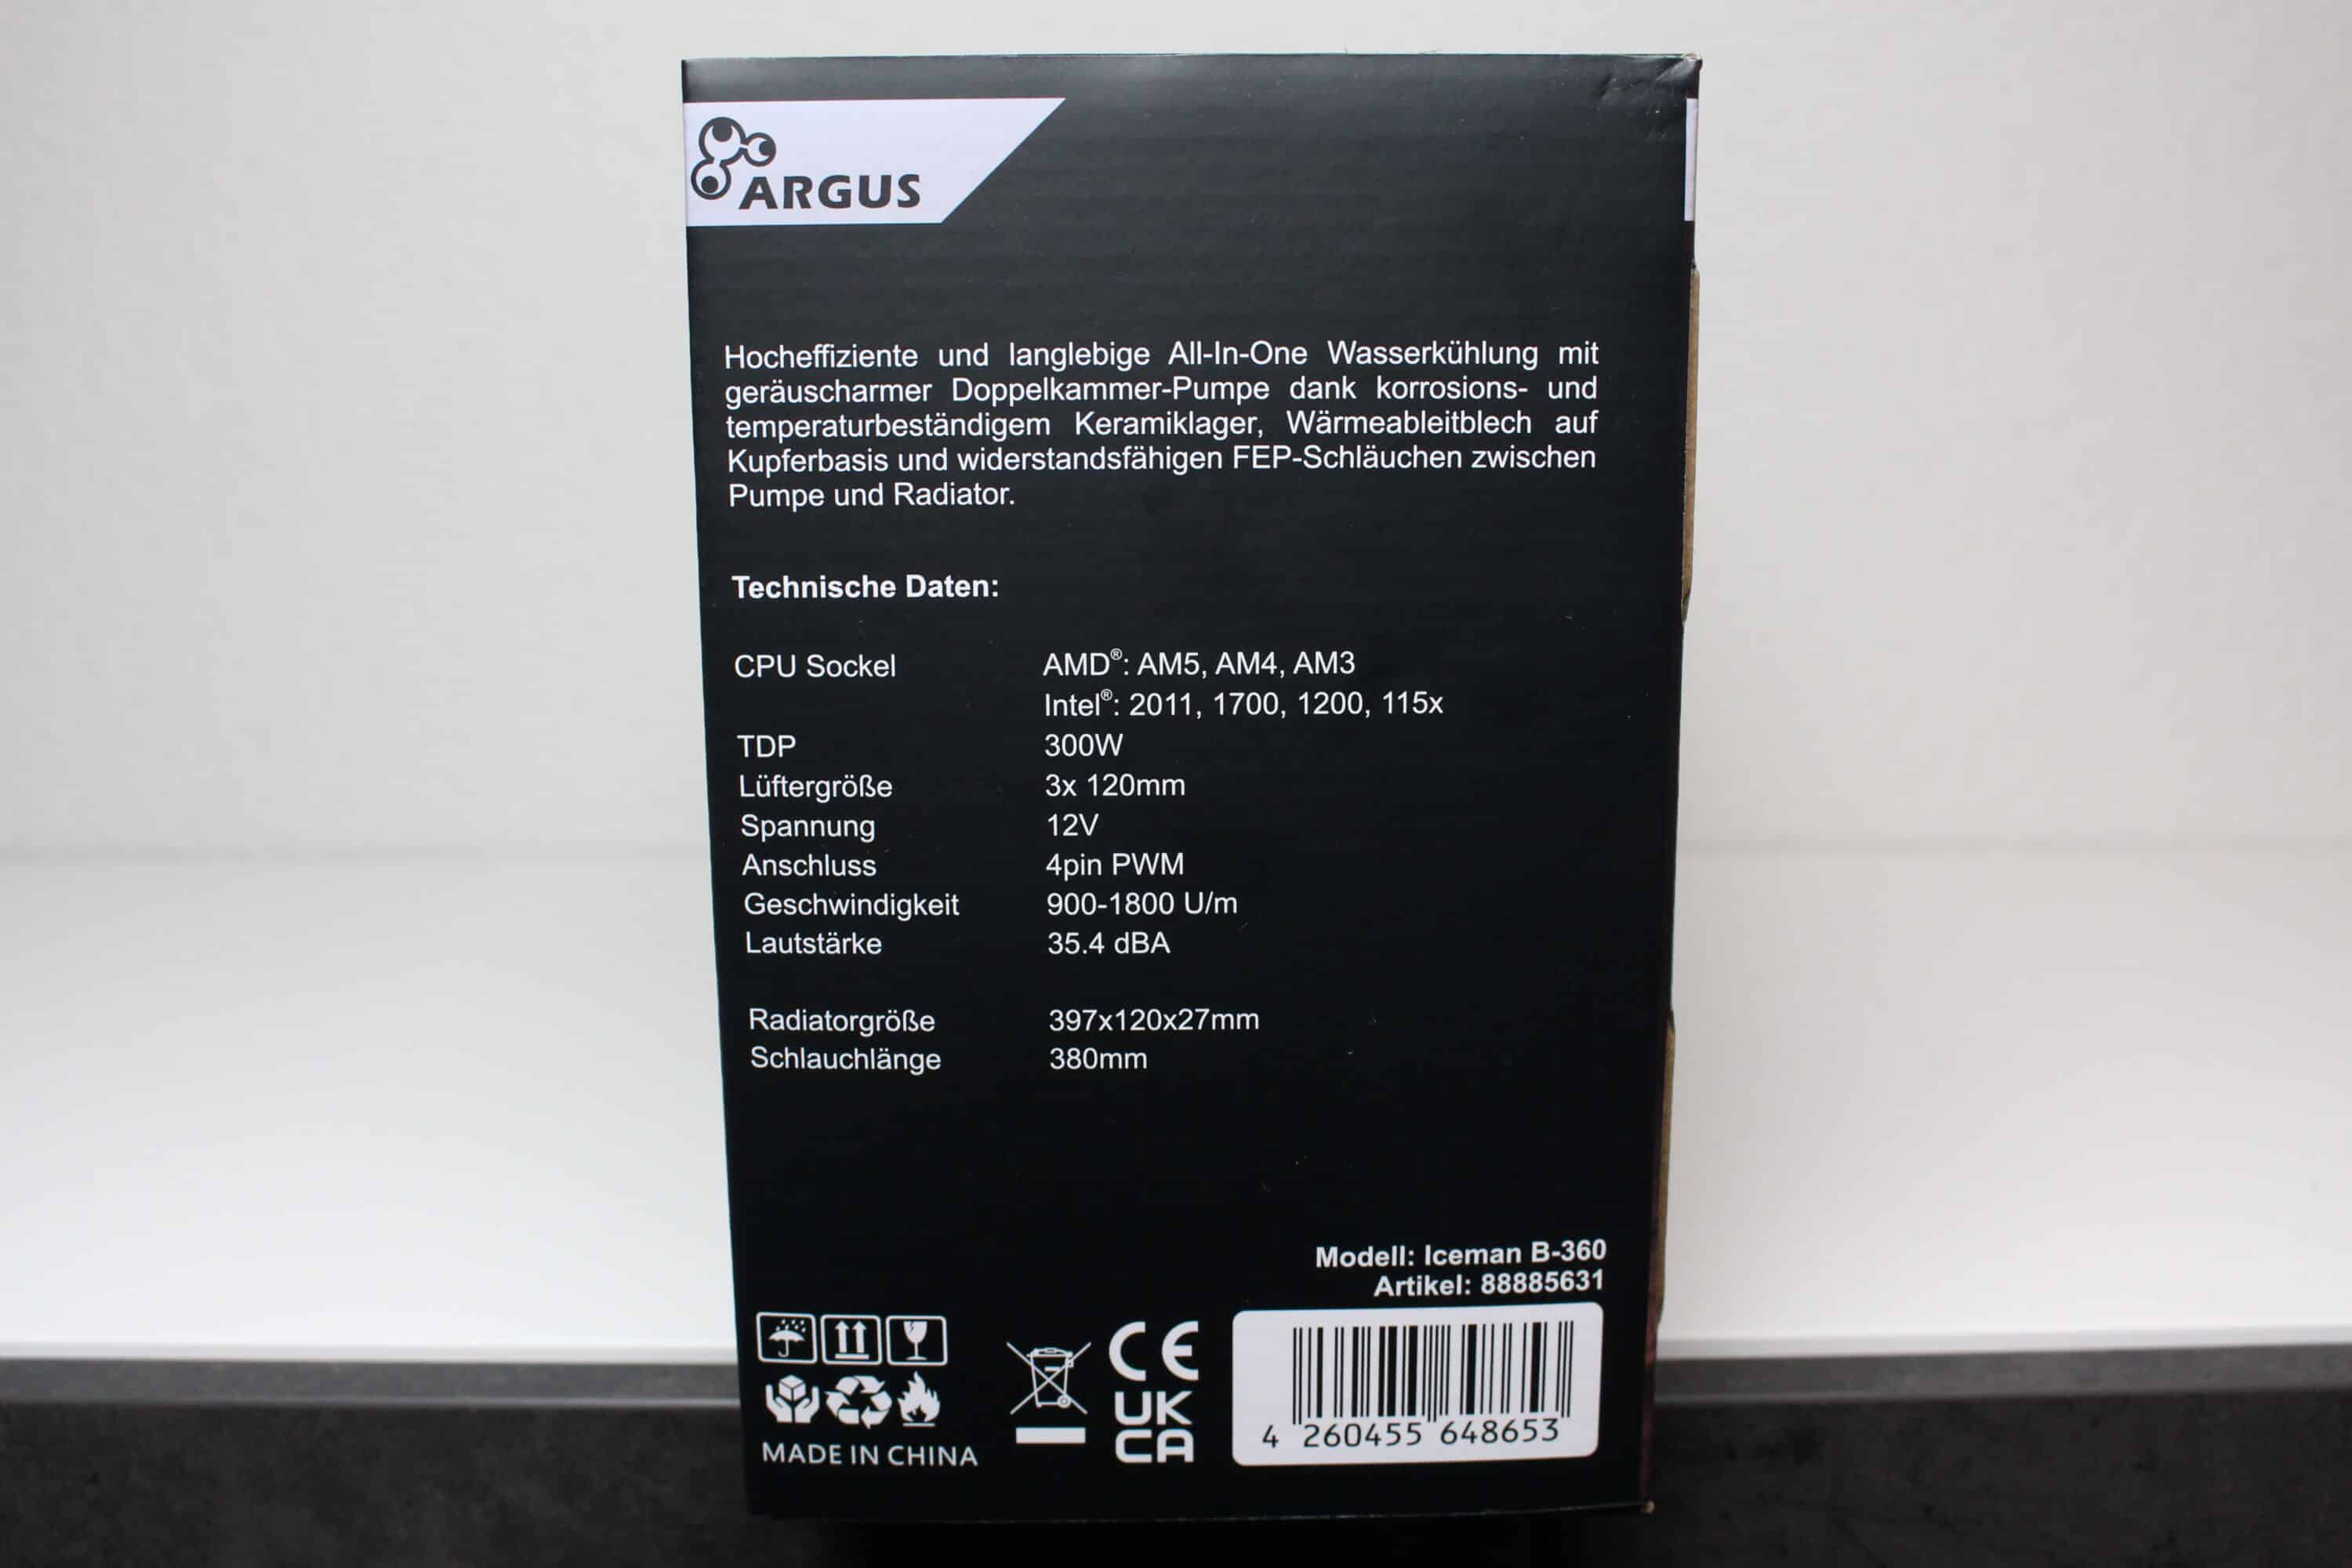 ARGUS
Hocheffiziente und langlebige All-In-One Wasserkühlung mit
geräuscharmer Doppelkammer-Pumpe dank korrosions- und
temperaturbeständigem Keramiklager, Wärmeableitblech auf
Kupferbasis und widerstandsfähigen FEP-Schläuchen zwischen
Pumpe und Radiator.
Technische Daten:
CPU Sockel AMD®: AM5, AM4, AM3
Intel®: 2011, 1700, 1200, 115x
TDP 300W
Lüftergröße 3x 120mm
Spannung 12V
Anschluss 4pin PWM
Geschwindigkeit 900-1800 U/m
Lautstärke 35.4 dBA
Radiatorgröße 397x120x27mm
Schlauchlänge 380mm
Modell: Iceman B-360
Artikel: 88885631
CE
UK
CA
MADE IN CHINA
4 260455 648653